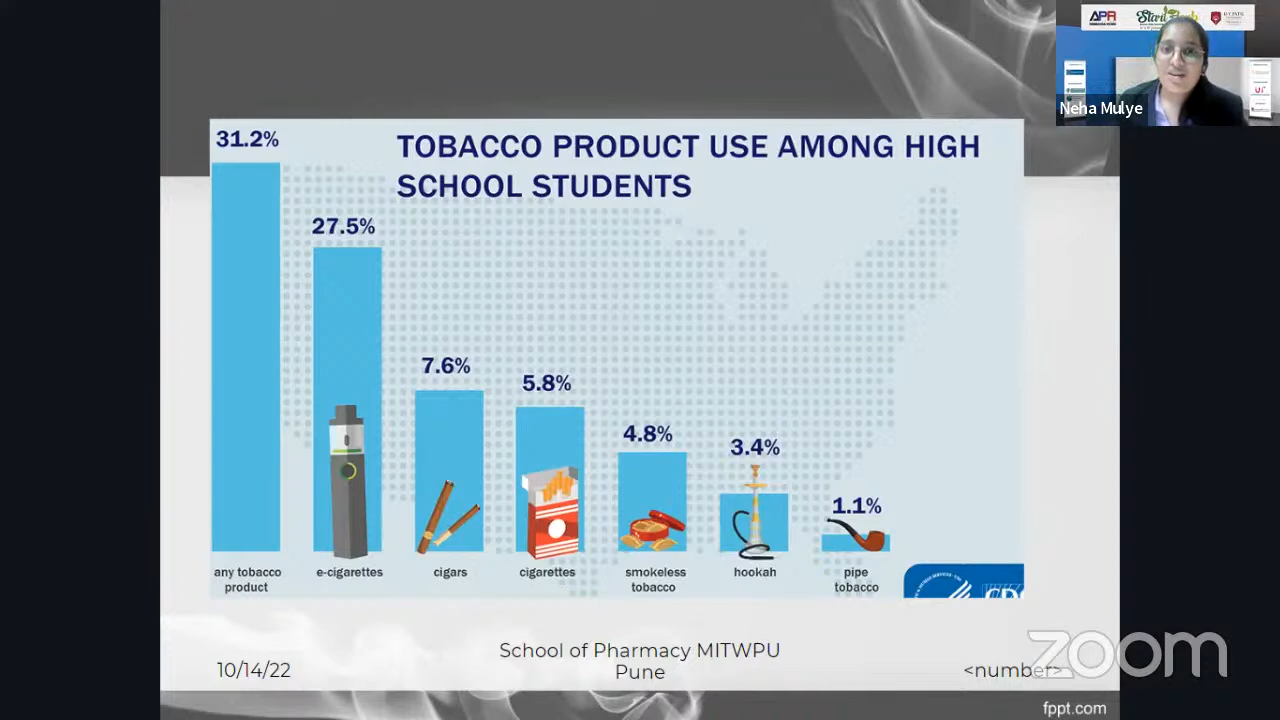 APR
Neha Mulye
31.2%
TOBACCO PRODUCT USE AMONG HIGH
SCHOOL STUDENTS
27.5%
7.6%
5.8%
4.8%
3.4%
1.1%
any tobacco
product
e-cigarettes
cigars
cigarettes
smokeless
tobacco
hookah
pipe
tobacco
School of Pharmacy MITWPU
Pune
10/14/22
<number>
zoom
fppt.com